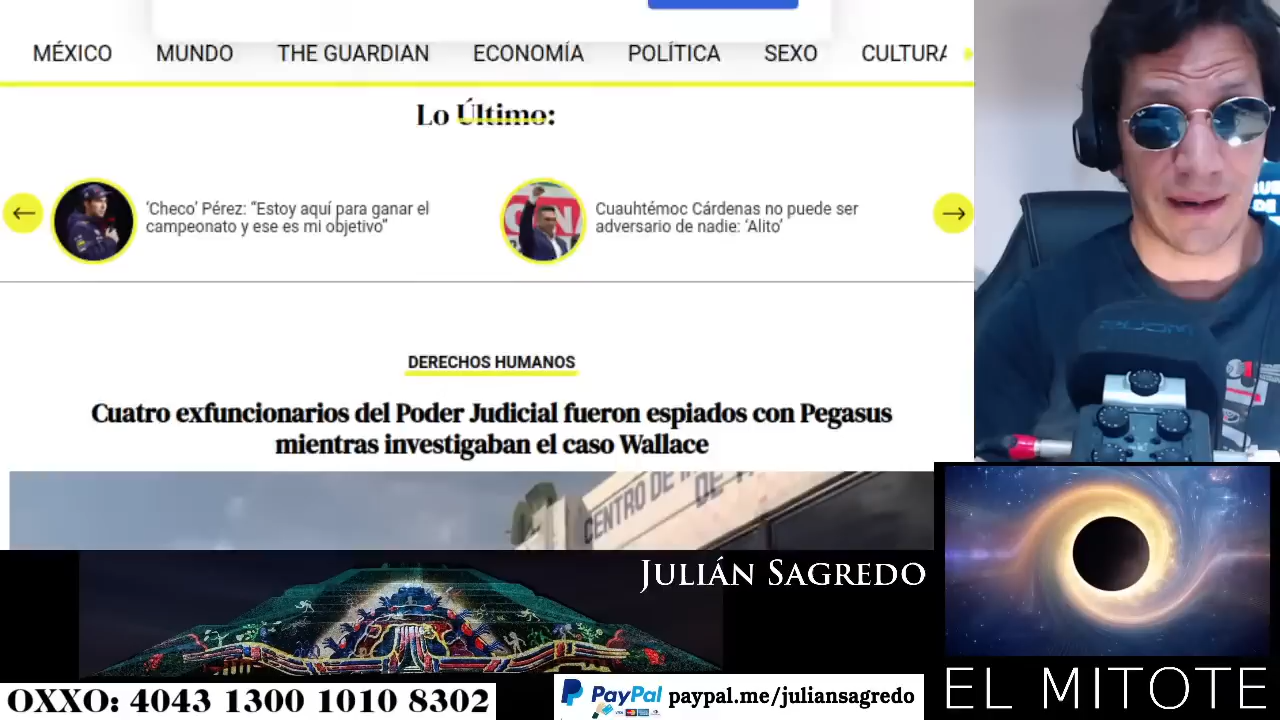 MÉXICO MUNDO THE GUARDIAN ECONOMÍA POLÍTICA SEXO CULTURA
Lo Último:
‘Checo’ Pérez: “Estoy aquí para ganar el
campeonato y ese es mi objetivo”
Cuauhtémoc Cárdenas no puede ser
adversario de nadie: ‘Alito’
DERECHOS HUMANOS
Cuatro exfuncionarios del Poder Judicial fueron espiados con Pegasus
mientras investigaban el caso Wallace
CENTRO DE
DE
JULIÁN SAGREDO
OXXO: 4043 1300 1010 8302
PayPal paypal.me/juliansagredo
EL MITOTE